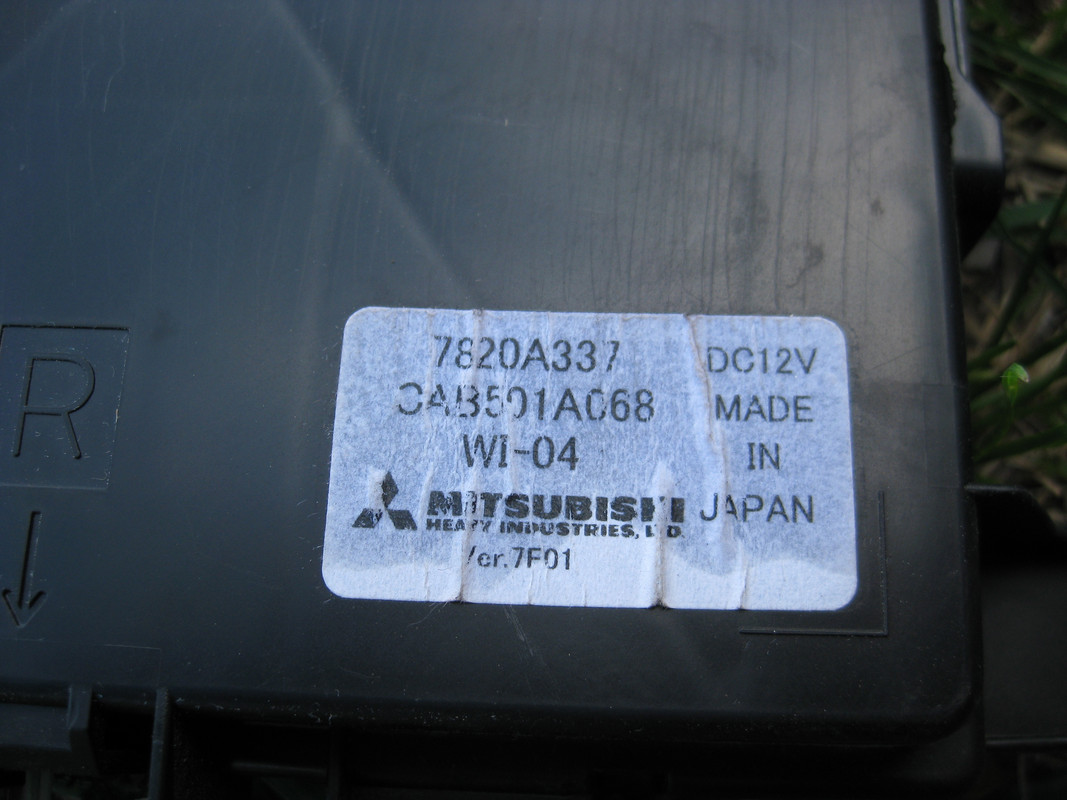 R
7820A337
CAB501A068
WI-04
MITSUBISHI
HEAVY INDUSTRIES, LTD.
Ver.7F01
DC12V
MADE
IN
JAPAN